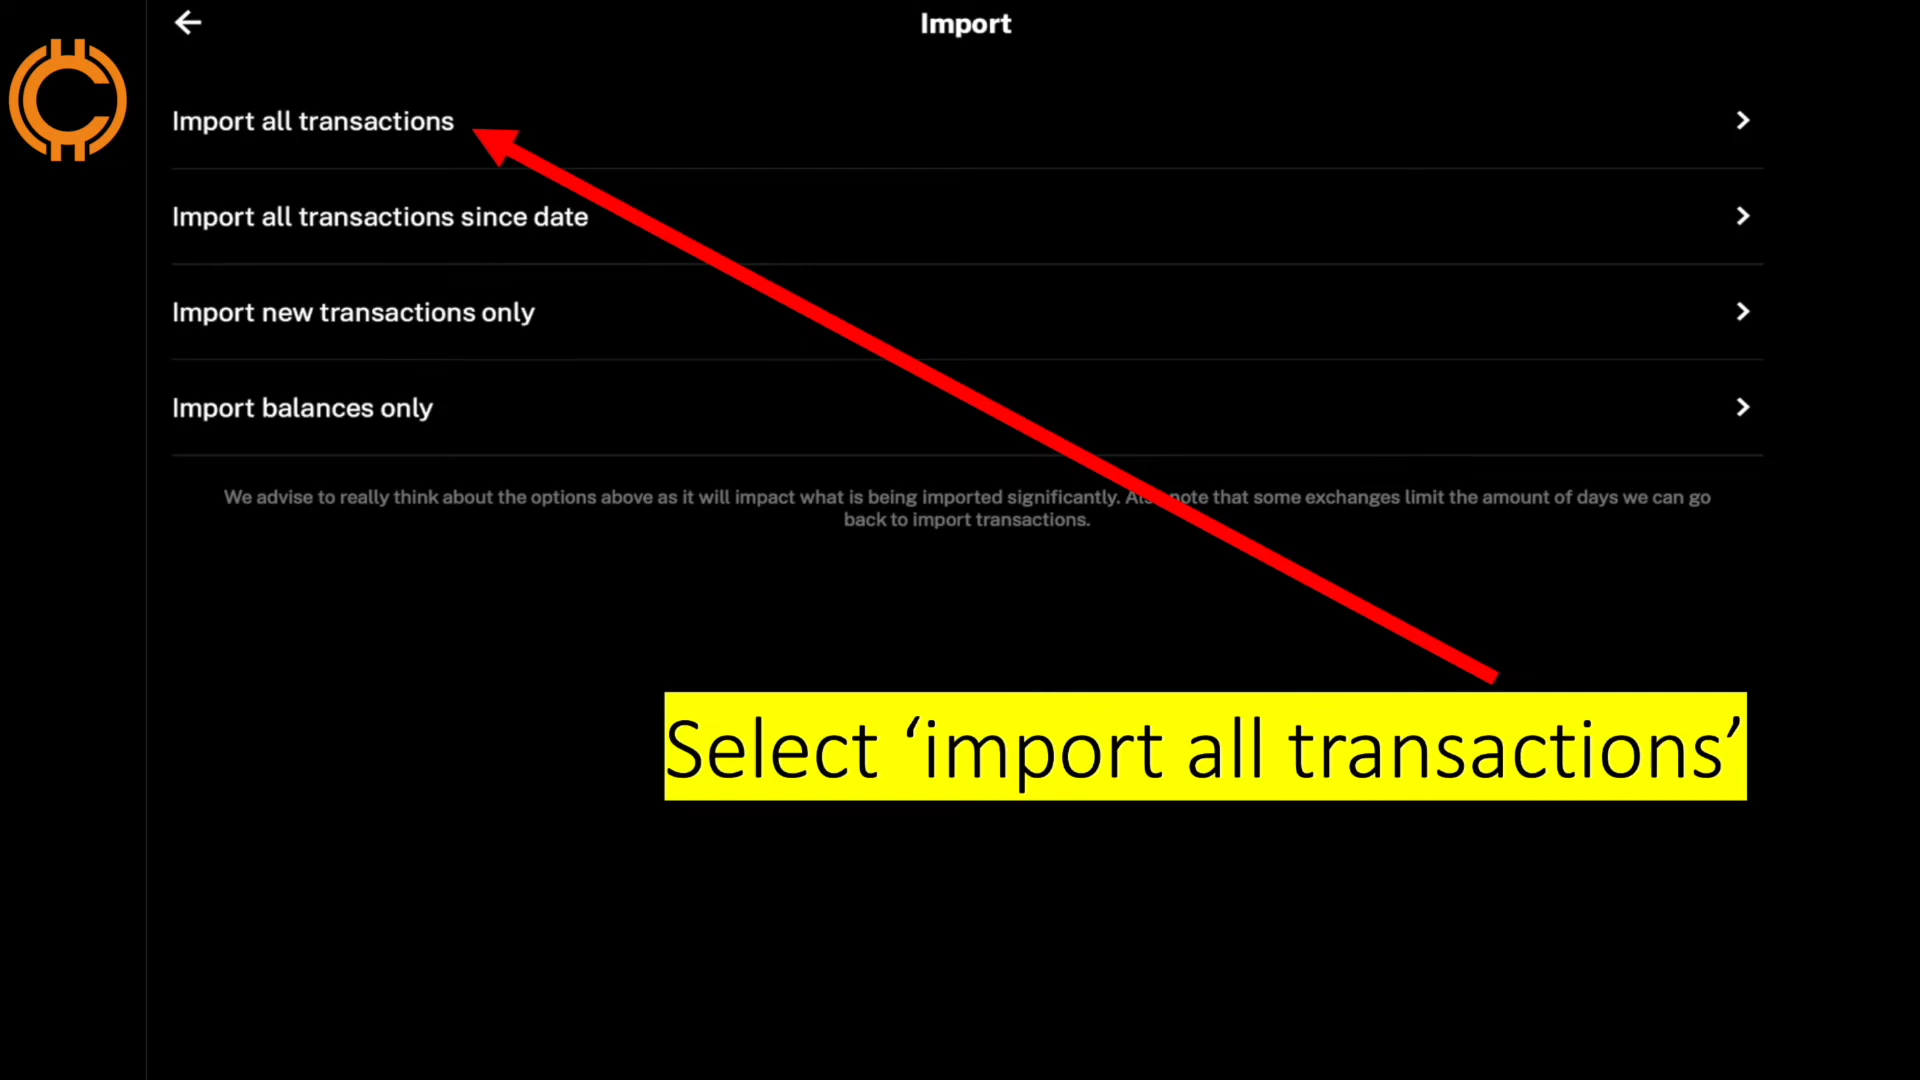 Import
Import all transactions
Import all transactions since date
Import new transactions only
Import balances only
We advise to really think about the options above as it will impact what is being imported significantly. Also note that some exchanges limit the amount of days we can go
back to import transactions.
Select ‘import all transactions’